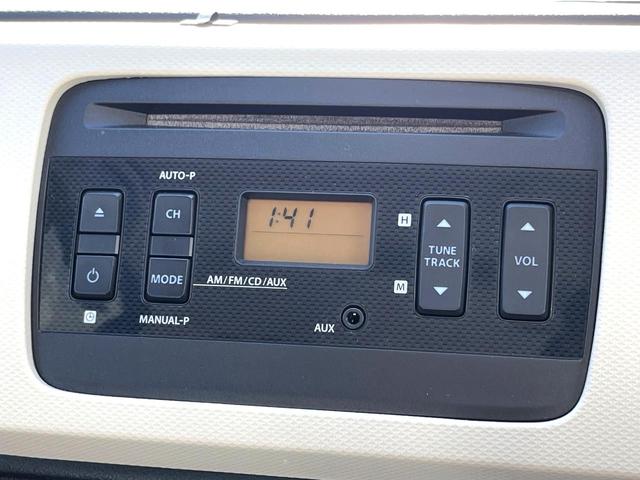 AUTO-P
CH
1:41
H
TUNE
TRACK
VOL
MODE
AM/FM/CD/AUX
M
MANUAL-P
AUX